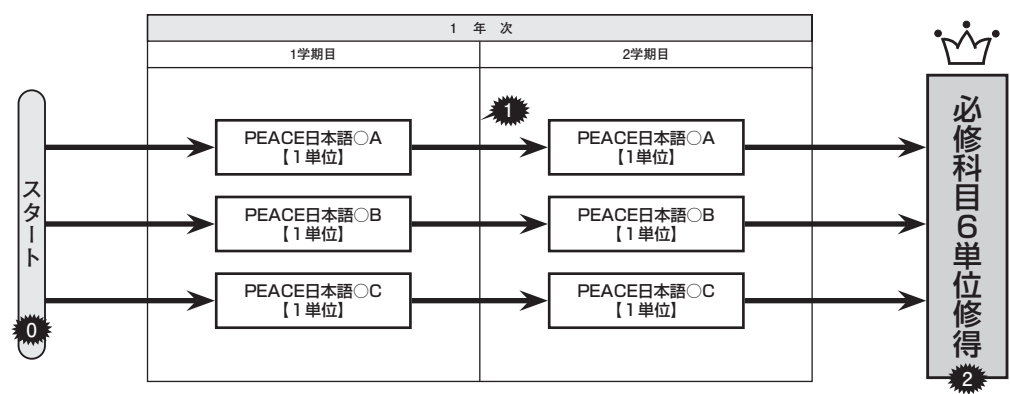 1 年 次
1学期目
2学期目
スタート
0
1
PEACE日本語○A
【1単位】
PEACE日本語○A
【1単位】
PEACE日本語○B
【1単位】
PEACE日本語○B
【1単位】
PEACE日本語○C
【1単位】
PEACE日本語○C
【1単位】
必修科目6単位修得
2